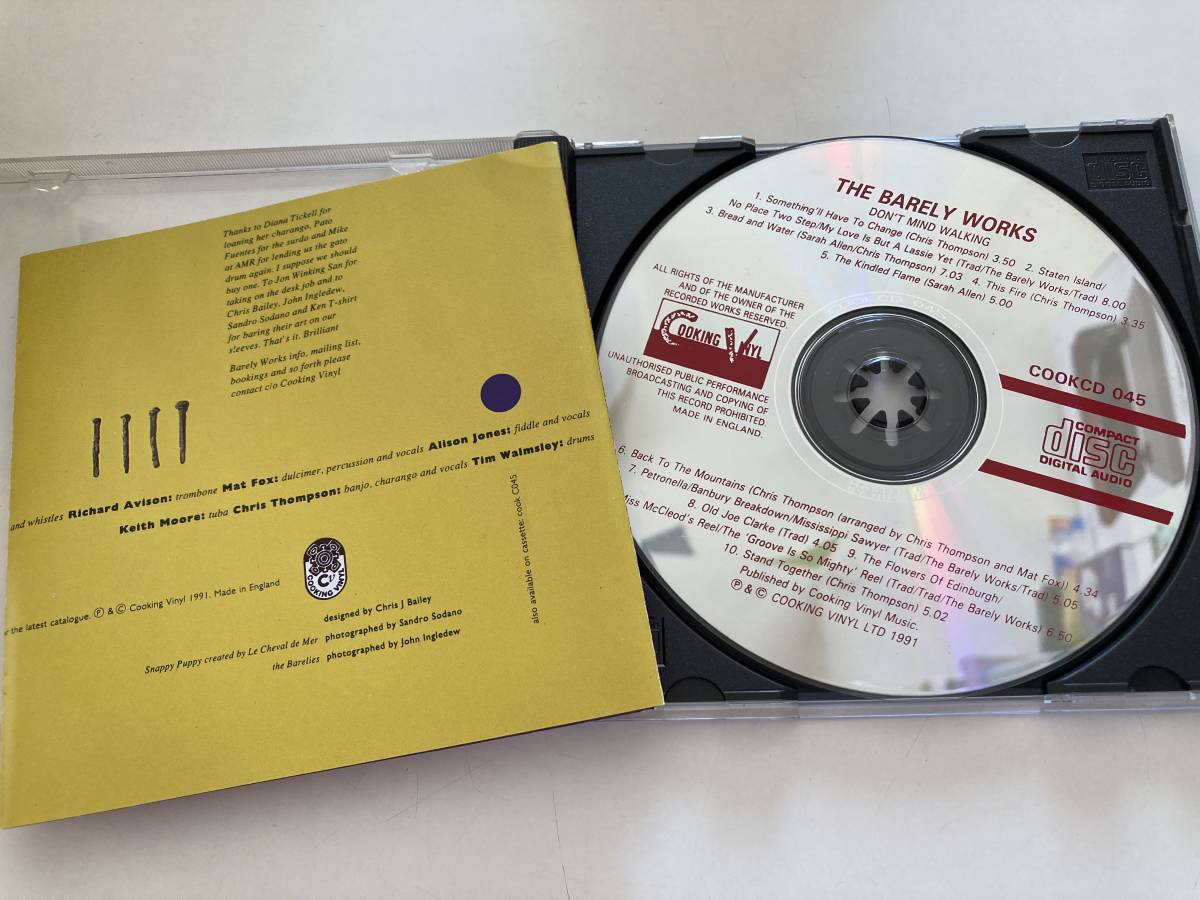 Thanks to Diana Tickell for
loaning her charango, Pato
Fuentes for the surdo and Mike
at AMR for lending us the gato
drum again. I suppose we should
buy one. To Jon Winking San for
taking on the desk job and to
Chris Bailey, John Ingledew,
Sandro Sodano and Ken T-shirt
for baring their art on our
sleeves. That's it. Brilliant
Barely Works info, mailing list,
bookings and so forth please
contact c/o Cooking Vinyl
and whistles Richard Avison: trombone Mat Fox: dulcimer, percussion and vocals Alison Jones: fiddle and vocals
Keith Moore: tuba Chris Thompson: banjo, charango and vocals Tim Walmsley: drums
COOKING VINYL
CV
the latest catalogue. ℗ & © Cooking Vinyl 1991. Made in England
designed by Chris J Bailey
Snappy Puppy created by Le Cheval de Mer photographed by Sandro Sodano
the Barelies photographed by John Ingledew
also available on cassette: cook C045
THE BARELY WORKS
DON'T MIND WALKING
1. Something'll Have To Change (Chris Thompson) 3.50 2. Staten Island/
No Place Two Step/My Love Is But A Lassie Yet (Trad/The Barely Works/Trad) 8.00
3. Bread and Water (Sarah Allen/Chris Thompson) 7.03 4. This Fire (Chris Thompson) 3.35
5. The Kindled Flame (Sarah Allen) 5.00
ALL RIGHTS OF THE MANUFACTURER
AND OF THE OWNER OF THE
RECORDED WORKS RESERVED.
COOKING VINYL
UNAUTHORISED PUBLIC PERFORMANCE
BROADCASTING AND COPYING OF
THIS RECORD PROHIBITED.
MADE IN ENGLAND.
COOKCD 045
COMPACT
disc
DIGITAL AUDIO
6. Back To The Mountains (Chris Thompson (arranged by Chris Thompson and Mat Fox)) 4.34
7. Petronella/Banbury Breakdown/Mississippi Sawyer (Trad/The Barely Works/Trad) 5.05
8. Old Joe Clarke (Trad) 4.05 9. The Flowers Of Edinburgh/
Miss McCleod's Reel/The 'Groove Is So Mighty' Reel (Trad/Trad/The Barely Works) 6.50
10. Stand Together (Chris Thompson) 5.02
Published by Cooking Vinyl Music.
℗ & © COOKING VINYL LTD 1991